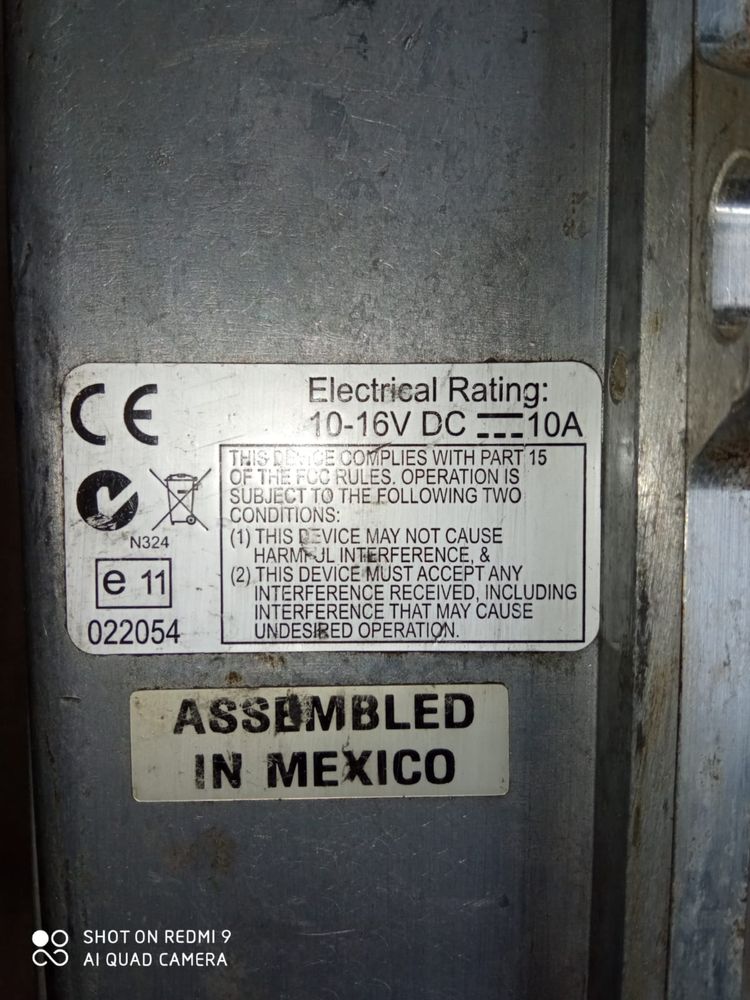 CE
Electrical Rating:
10-16V DC ⎓ 10A
N324
e 11
022054
THIS DEVICE COMPLIES WITH PART 15
OF THE FCC RULES. OPERATION IS
SUBJECT TO THE FOLLOWING TWO
CONDITIONS:
(1) THIS DEVICE MAY NOT CAUSE
HARMFUL INTERFERENCE, &
(2) THIS DEVICE MUST ACCEPT ANY
INTERFERENCE RECEIVED, INCLUDING
INTERFERENCE THAT MAY CAUSE
UNDESIRED OPERATION.
ASSEMBLED
IN MEXICO
SHOT ON REDMI 9
AI QUAD CAMERA